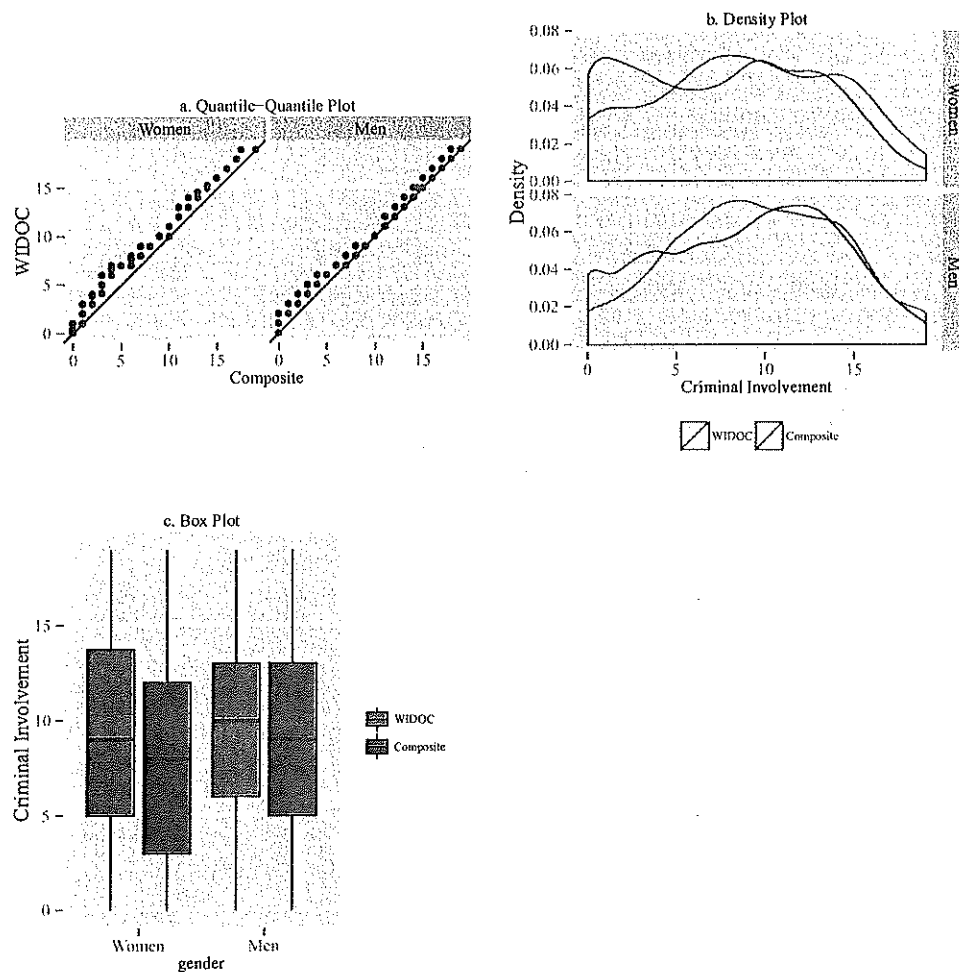 a. Quantile-Quantile Plot
Women
Men
WIDOC
15
10
5
0
0 5 10 15
0 5 10 15
Composite
b. Density Plot
0.08
0.06
0.04
0.02
0.00
Women
Density
0.08
0.06
0.04
0.02
0.00
Men
0 5 10 15
Criminal Involvement
WIDOC Composite
c. Box Plot
Criminal Involvement
15
10
5
0
WIDOC
Composite
Women Men
gender